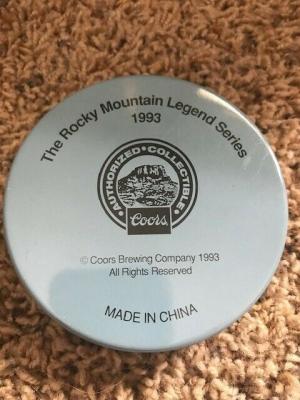 The Rocky Mountain Legend Series
1993
AUTHORIZED • COLLECTIBLE
Coors
© Coors Brewing Company 1993
All Rights Reserved
MADE IN CHINA